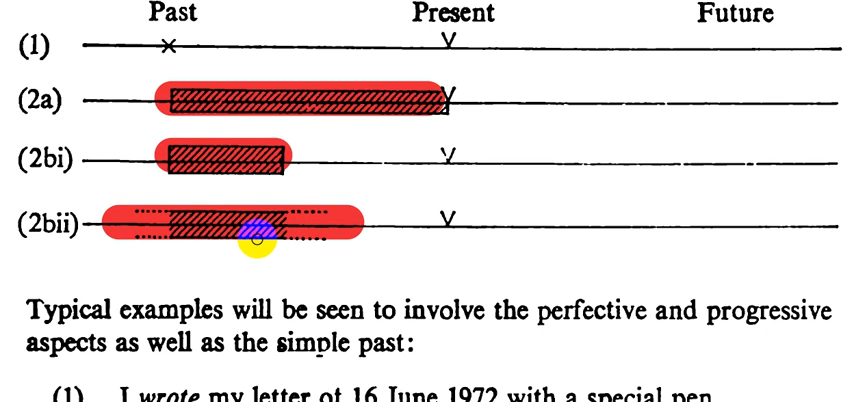 Past Present Future
(1)
(2a)
(2bi)
(2bii)
Typical examples will be seen to involve the perfective and progressive
aspects as well as the simple past:
(1) I wrote my letter of 16 June 1972 with a special pen